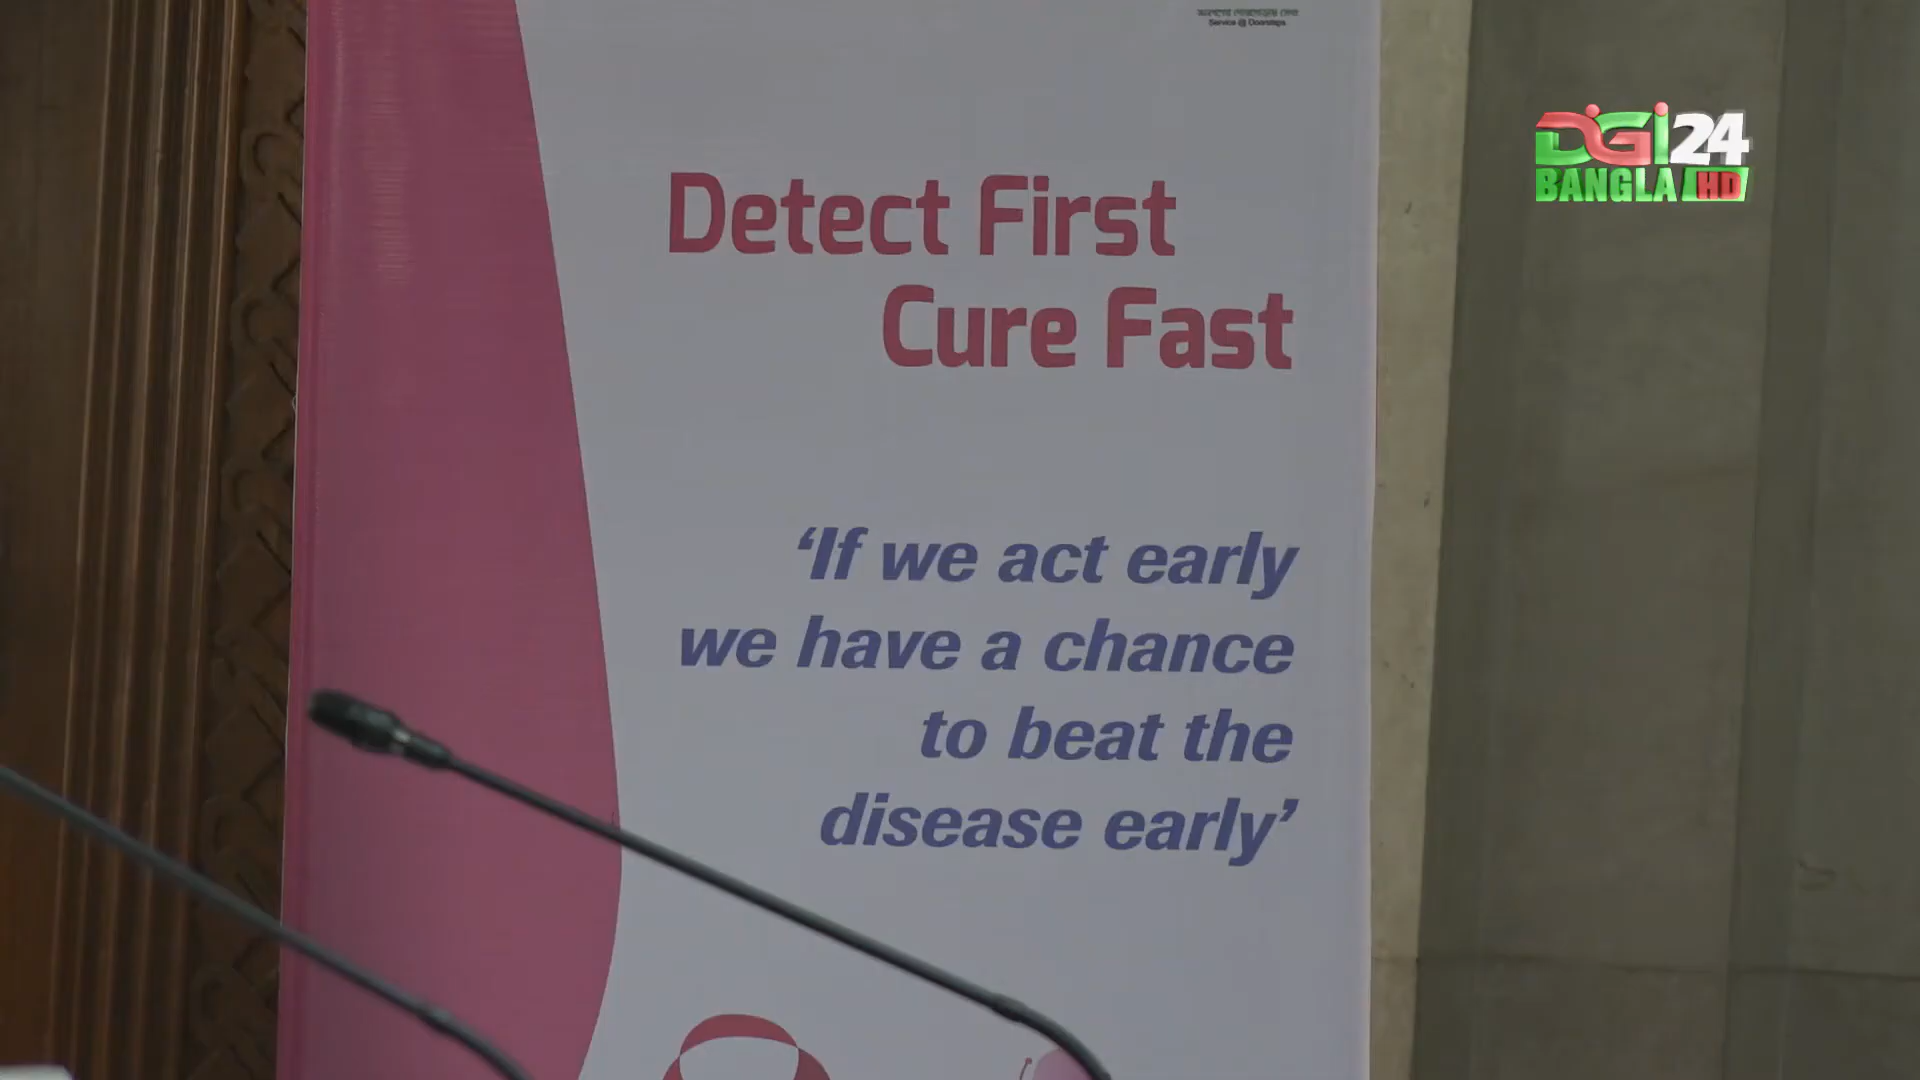 Service @ Doorsteps
DiGi24
BANGLA HD
Detect First
Cure Fast
‘If we act early
we have a chance
to beat the
disease early’